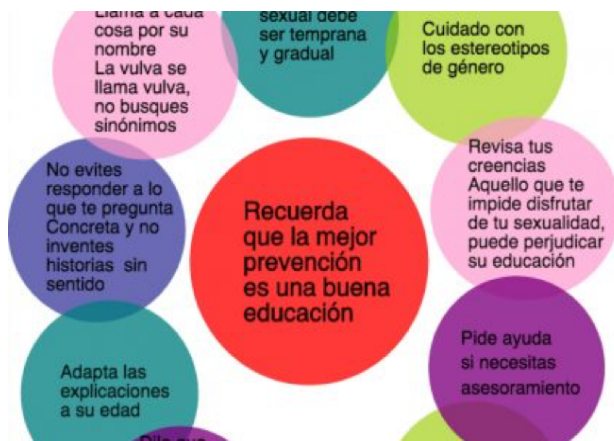 Llama a cada
cosa por su
nombre
La vulva se
llama vulva,
no busques
sinónimos
sexual debe
ser temprana
y gradual
Cuidado con
los estereotipos
de género
No evites
responder a lo
que te pregunta
Concreta y no
inventes
historias sin
sentido
Recuerda
que la mejor
prevención
es una buena
educación
Revisa tus
creencias
Aquello que te
impide disfrutar
de tu sexualidad,
puede perjudicar
su educación
Adapta las
explicaciones
a su edad
Pide ayuda
si necesitas
asesoramiento